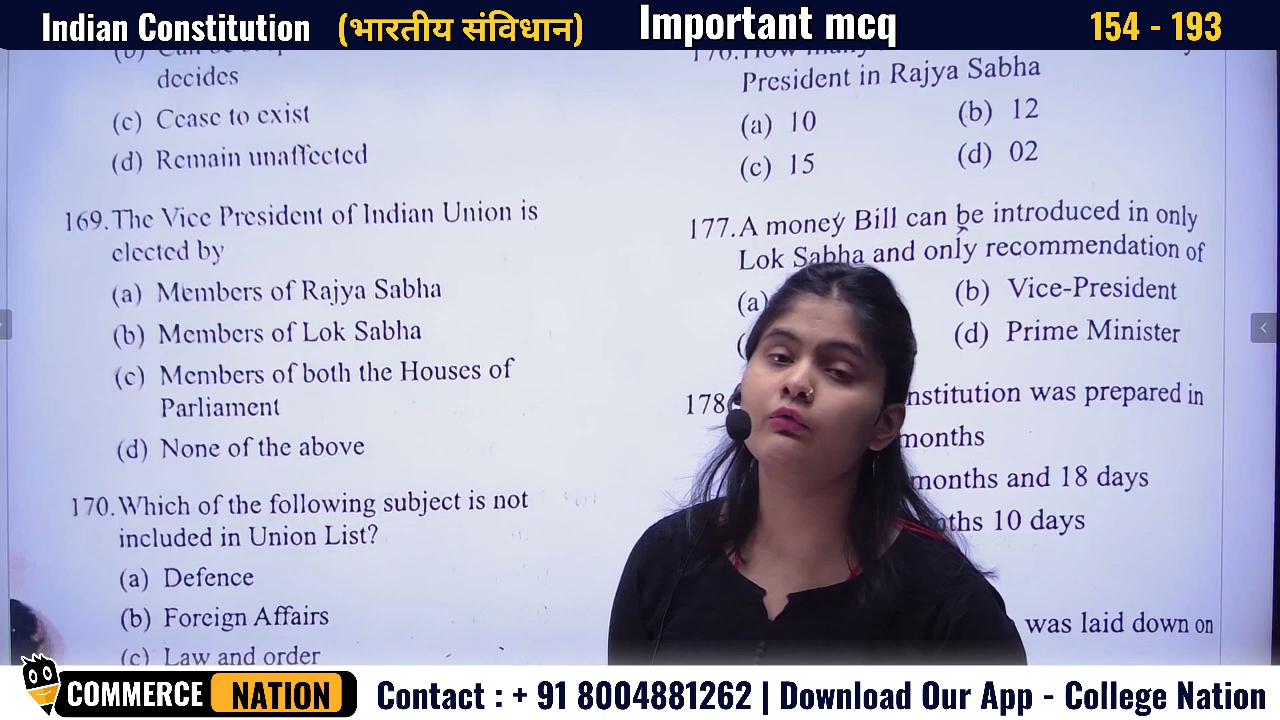 Indian Constitution (भारतीय संविधान) Important mcq 154 - 193
decides
(c) Cease to exist
(d) Remain unaffected
169. The Vice President of Indian Union is
elected by
(a) Members of Rajya Sabha
(b) Members of Lok Sabha
(c) Members of both the Houses of
Parliament
(d) None of the above
170. Which of the following subject is not
included in Union List?
(a) Defence
(b) Foreign Affairs
(c) Law and order
President in Rajya Sabha
(a) 10 (b) 12
(c) 15 (d) 02
177. A money Bill can be introduced in only
Lok Sabha and only recommendation of
(a) (b) Vice-President
(d) Prime Minister
178 nstitution was prepared in
months
months and 18 days
ths 10 days
was laid down on
COMMERCE NATION Contact : + 91 8004881262 | Download Our App - College Nation